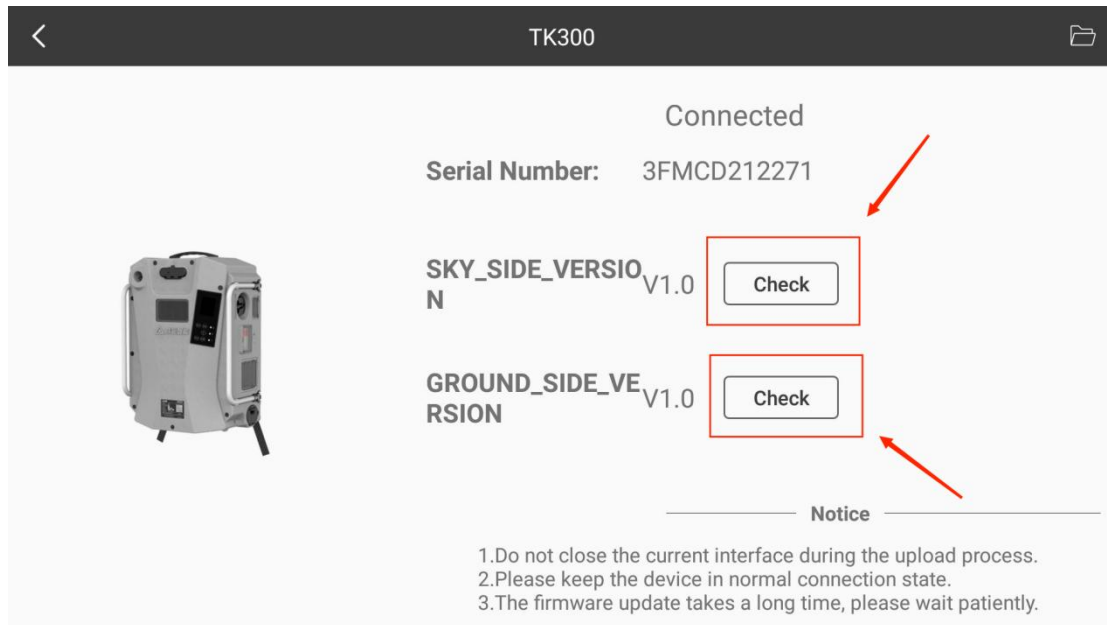 TK300
Connected
Serial Number: 3FMCD212271
SKY_SIDE_VERSIO
N
V1.0
Check
GROUND_SIDE_VE
RSION
V1.0
Check
Notice
1.Do not close the current interface during the upload process.
2.Please keep the device in normal connection state.
3.The firmware update takes a long time, please wait patiently.